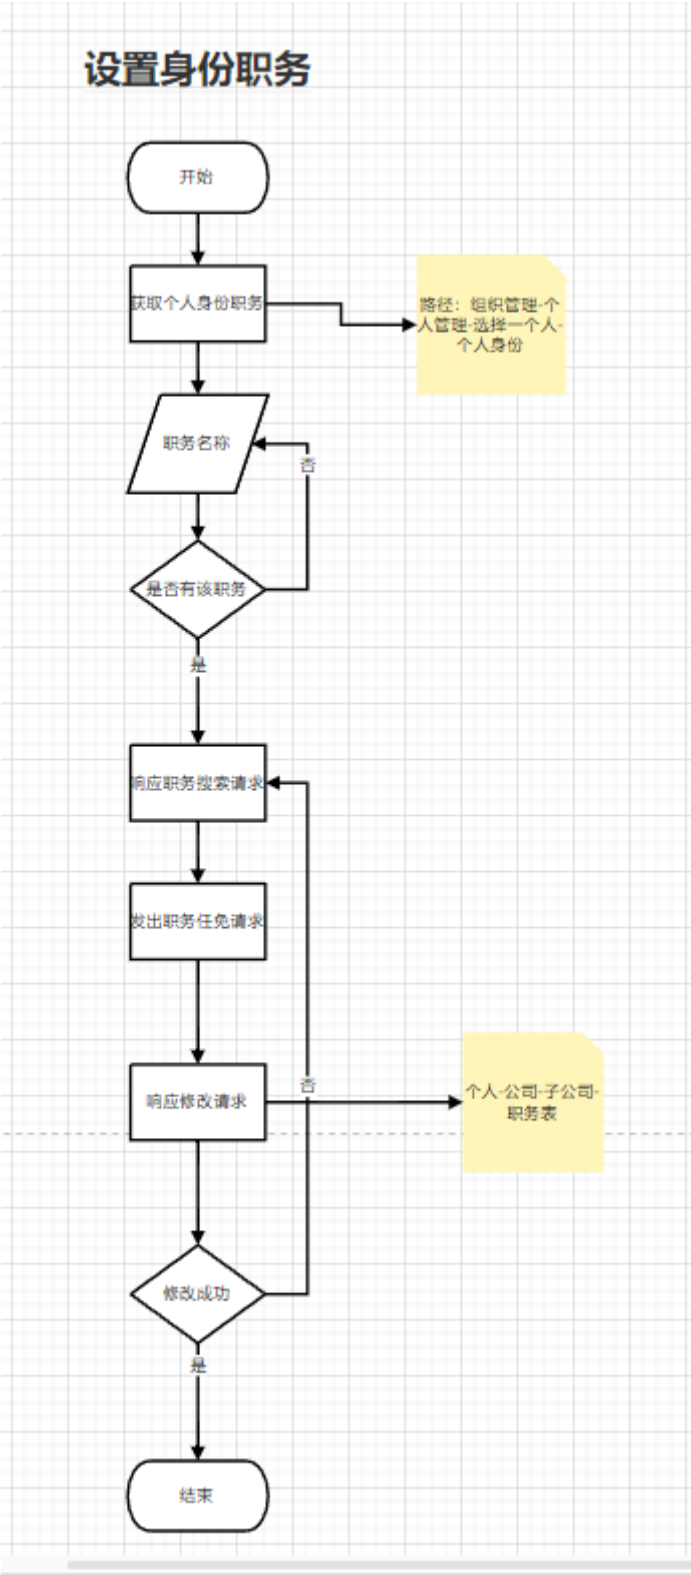 设置身份职务
开始
获取个人身份职务
路径：组织管理-个
人管理-选择一个人-
个人身份
职务名称
否
是否有该职务
是
响应职务搜索请求
发出职务任免请求
否
个人-公司-子公司-
职务表
响应修改请求
修改成功
是
结束